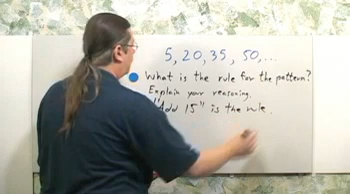 5, 20, 35, 50, ...
What is the rule for the pattern?
Explain your reasoning.
"Add 15" is the rule.